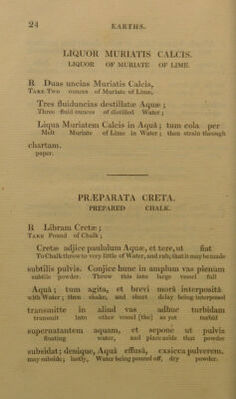 24 EARTHS.
LIQUOR MURIATIS CALCIS.
LIQUOR OF MURIATE OF LIME.
R Duas uncias Muriatis Calcis,
TAKE TWO ounces of Muriate of Lime,
Tres fluiduncias destillatæ Aquæ ;
Three fluid ounces of distilled Water ;
Liqua Muriatem Calcis in Aquâ ; tum cola per
Melt Muriate of Lime in Water ; then strain through
chartam.
paper.
PRÆPARATA CRETA.
PREPARED CHALK.
R Libram Cretæ ;
TAKE Pound of Chalk ;
Cretæ adjice paululum Aquæ, et tere, ut fiat
To Chalk throw to very little of Water, and rub, that it may be made
subtilis pulvis. Conjice hunc in amplum vas plenum
subtile powder. Throw this into large vessel full
Aquâ ; tum agita, et brevi morâ interpositâ
with Water ; then shake, and short delay being interposed
transmitte in aliud vas adhuc turbidam
transmit into other vessel [the] as yet turbid
supernatantem aquam, et sepone ut pulvis
floating water, and place aside that powder
subsidat ; denique, Aquâ effusâ, exsicca pulverem.
may subside ; lastly, Water being poured off, dry powder.